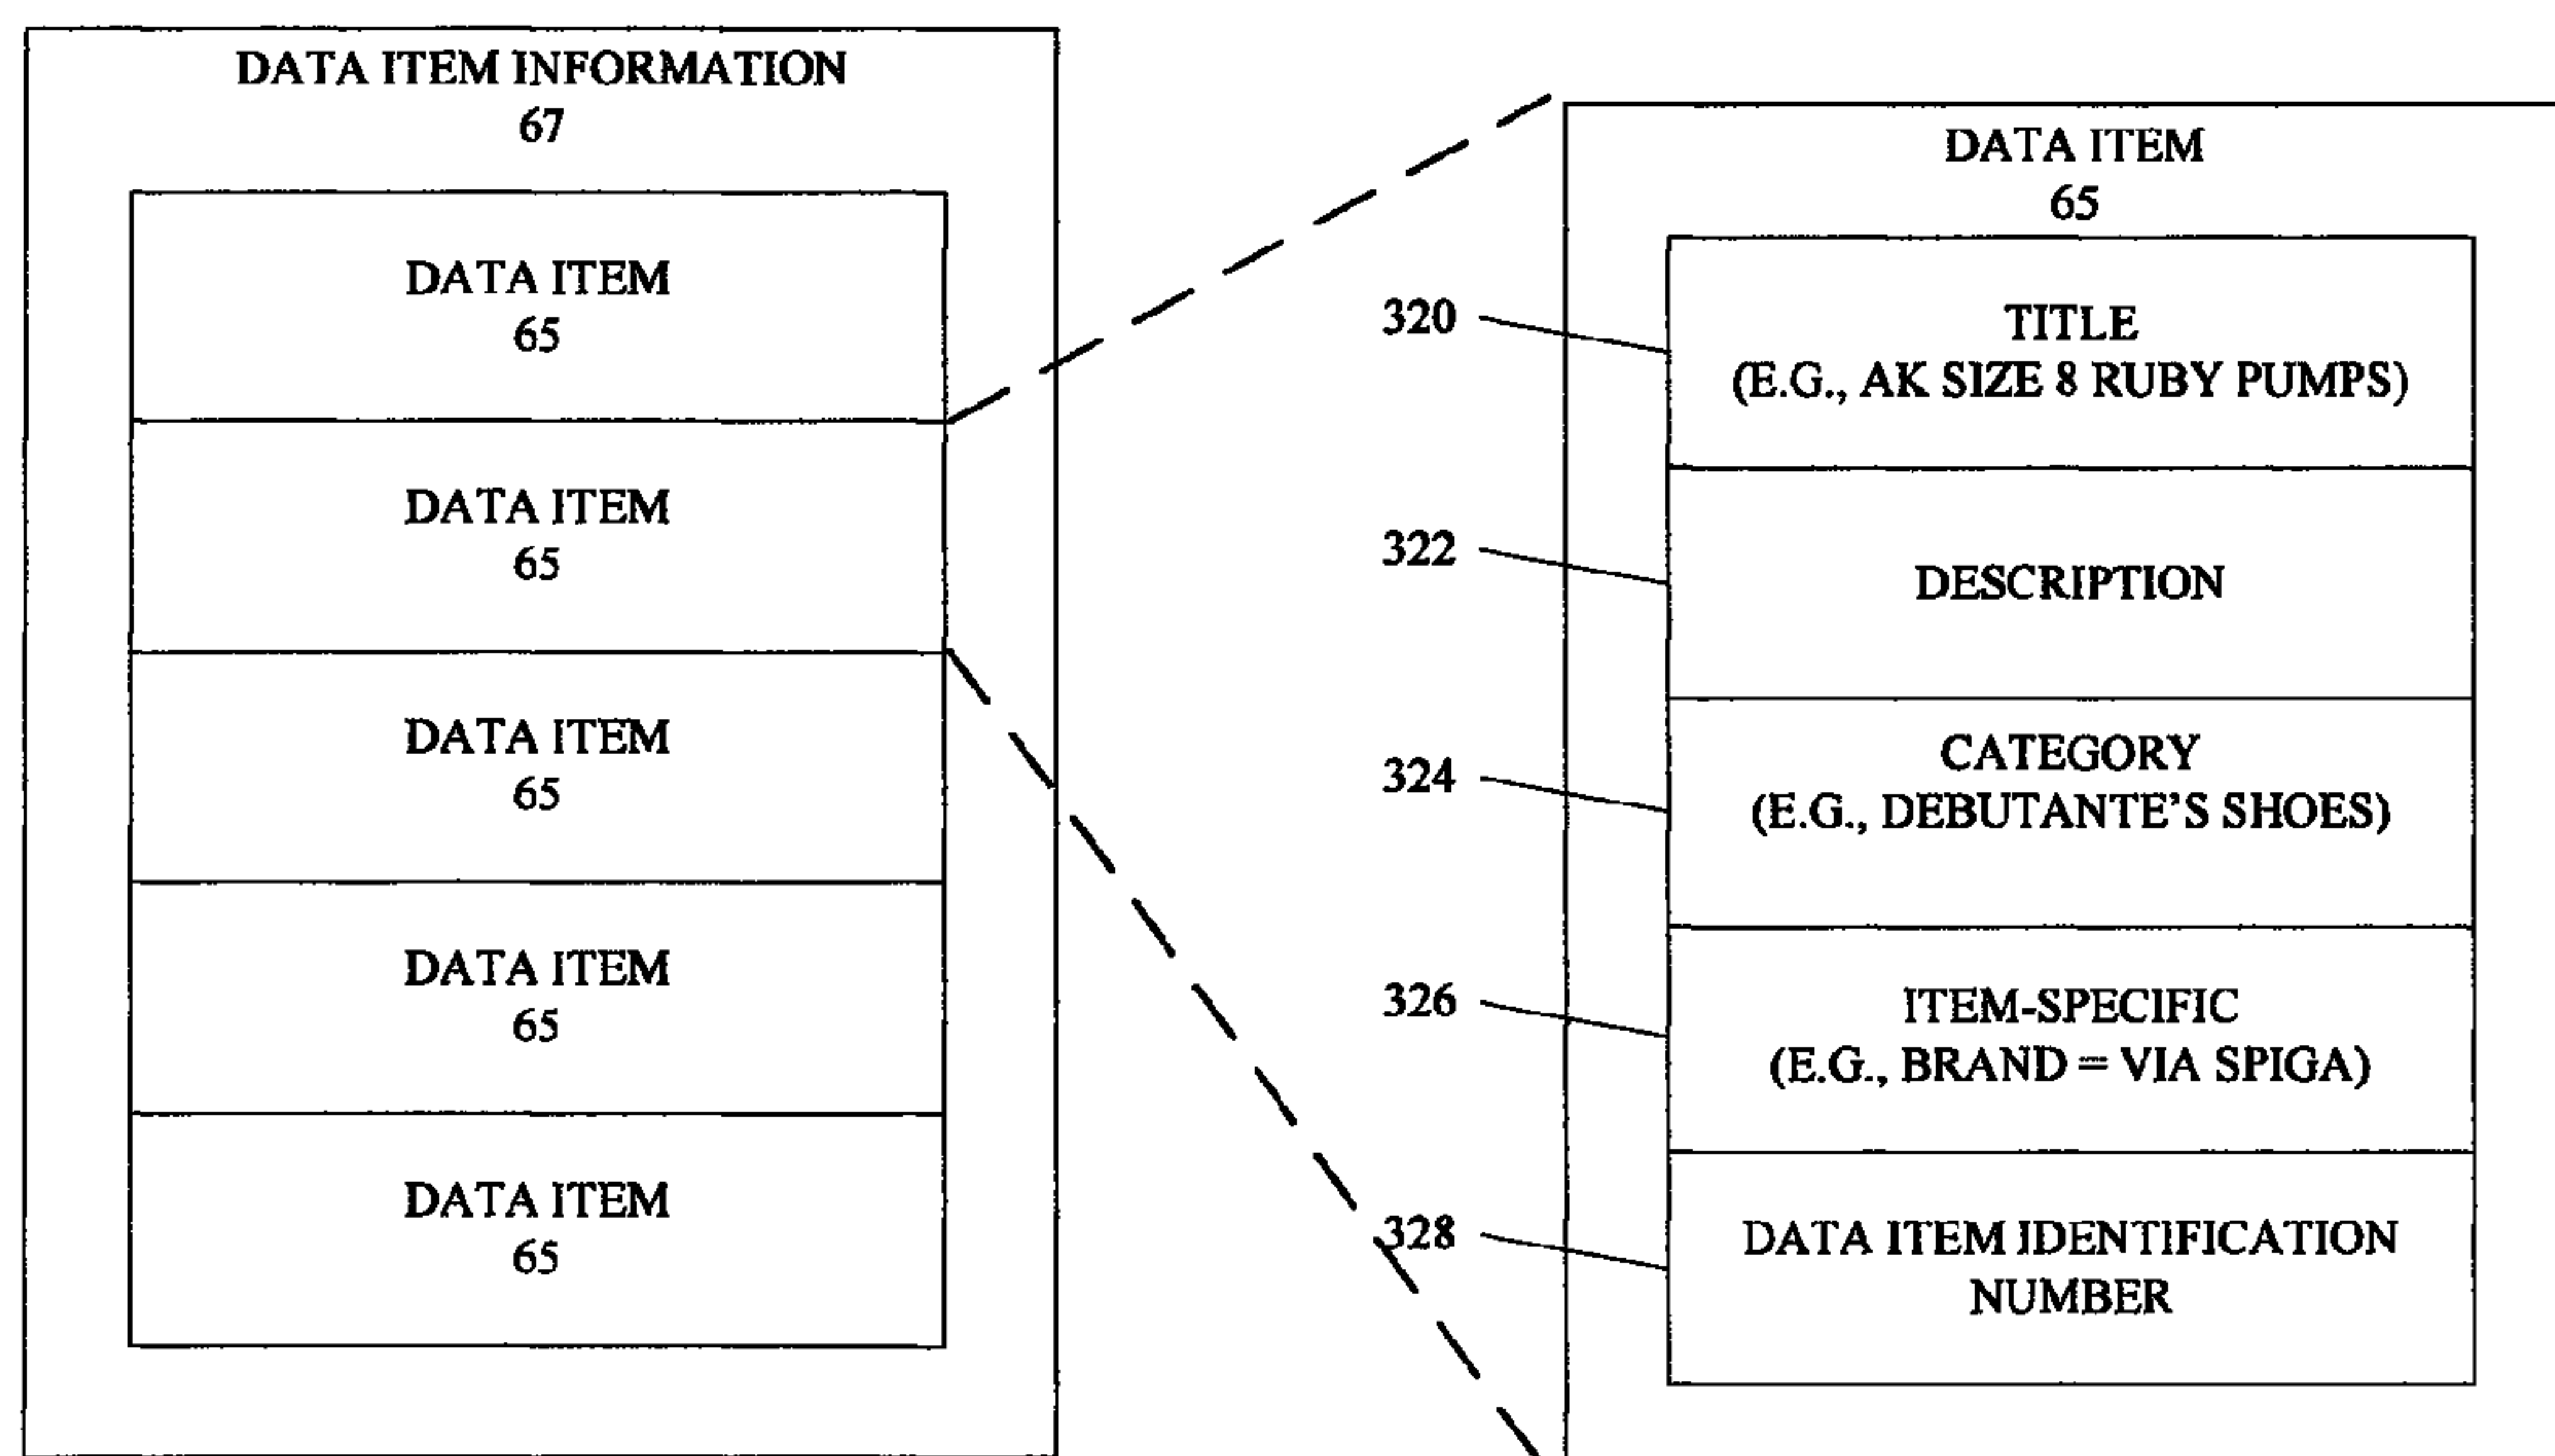 DATA ITEM INFORMATION
67
DATA ITEM
65
DATA ITEM
65
DATA ITEM
65
DATA ITEM
65
DATA ITEM
65
DATA ITEM
65
320
TITLE
(E.G., AK SIZE 8 RUBY PUMPS)
322
DESCRIPTION
324
CATEGORY
(E.G., DEBUTANTE'S SHOES)
326
ITEM-SPECIFIC
(E.G., BRAND = VIA SPIGA)
328
DATA ITEM IDENTIFICATION
NUMBER